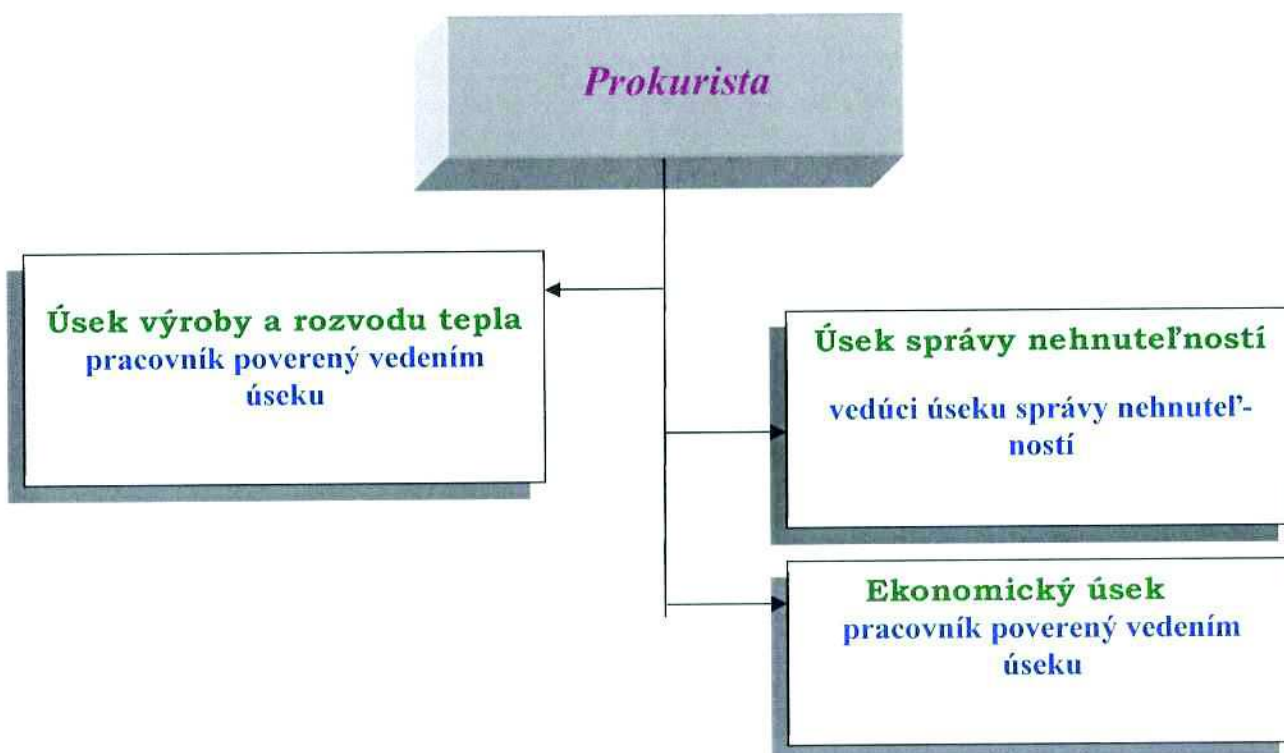 Prokurista
Úsek výroby a rozvodu tepla
pracovník poverený vedením
úseku
Úsek správy nehnuteľností
vedúci úseku správy nehnuteľ-
ností
Ekonomický úsek
pracovník poverený vedením
úseku